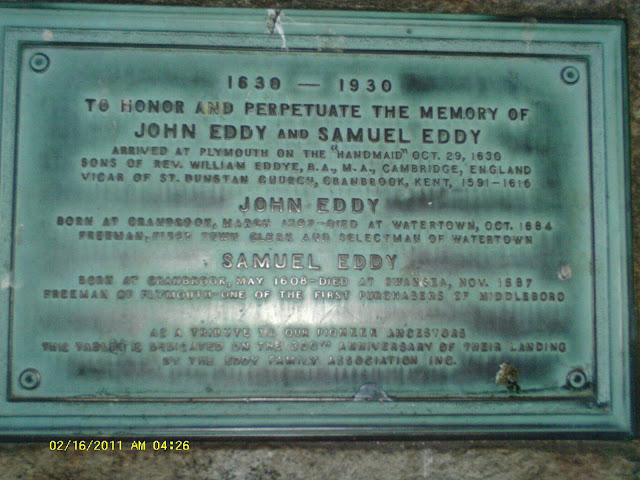 1630 — 1930
TO HONOR AND PERPETUATE THE MEMORY OF
JOHN EDDY AND SAMUEL EDDY
ARRIVED AT PLYMOUTH ON THE "HANDMAID" OCT. 29, 1630
SONS OF REV. WILLIAM EDDYE, B.A., M.A., CAMBRIDGE, ENGLAND
VICAR OF ST. DUNSTAN CHURCH, CRANBROOK, KENT, 1591-1616
JOHN EDDY
BORN AT CRANBROOK, MARCH DIED AT WATERTOWN, OCT. 1684
FREEMAN, FIRST TOWN CLERK AND SELECTMAN OF WATERTOWN
SAMUEL EDDY
BORN AT CRANBROOK, MAY 1608-DIED AT SWANSEA, NOV. 1687
FREEMAN OF PLYMOUTH ONE OF THE FIRST PURCHASERS OF MIDDLEBORO
AS A TRIBUTE TO OUR PIONEER ANCESTORS
THIS TABLET IS DEDICATED ON THE 300TH ANNIVERSARY OF THEIR LANDING
BY THE EDDY FAMILY ASSOCIATION INC.
02/16/2011 AM 04:26